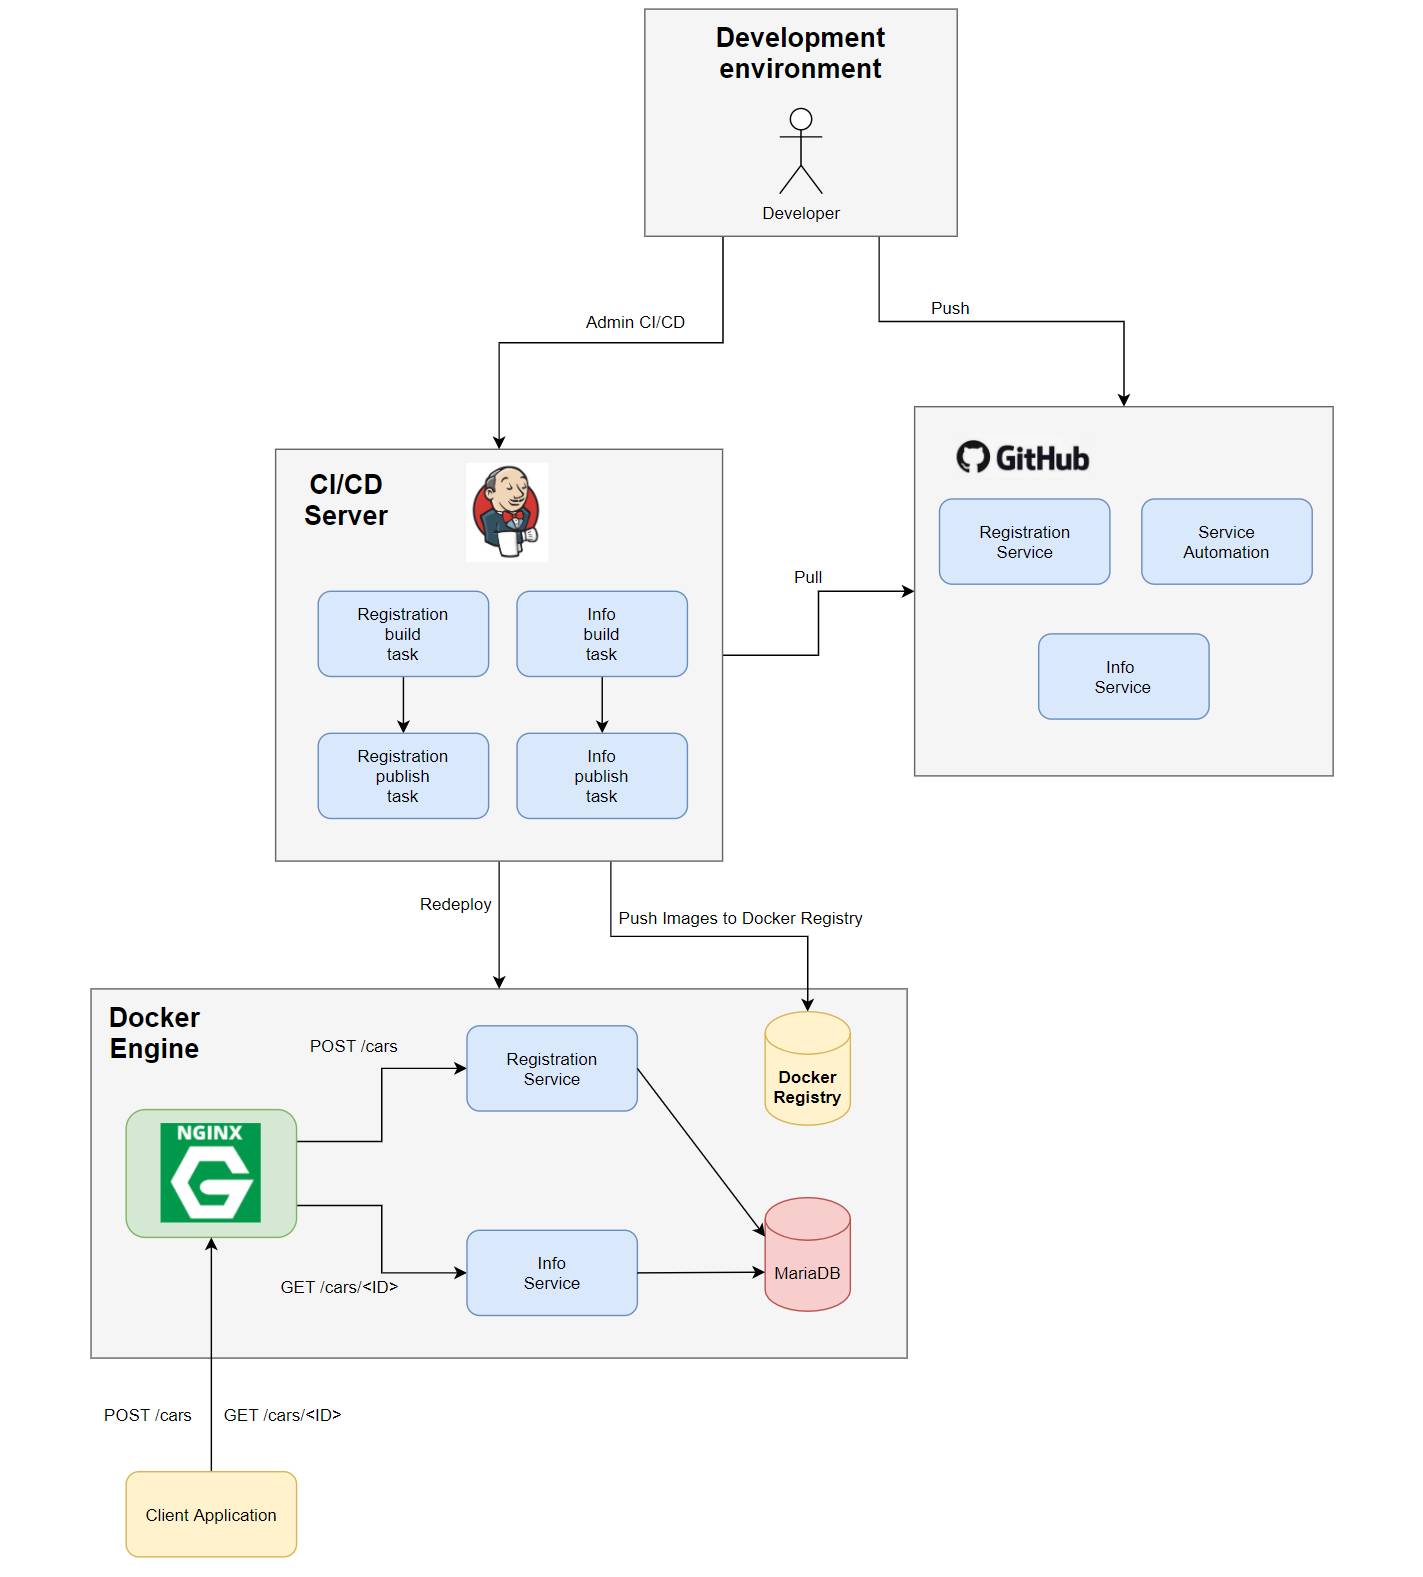 Development
environment
Developer
Admin CI/CD
Push
CI/CD
Server
GitHub
Registration
Service
Service
Automation
Info
Service
Pull
Registration
build
task
Info
build
task
Registration
publish
task
Info
publish
task
Redeploy
Push Images to Docker Registry
Docker
Engine
POST /cars
Registration
Service
Docker
Registry
NGINX
G
GET /cars/<ID>
Info
Service
MariaDB
POST /cars
GET /cars/<ID>
Client Application